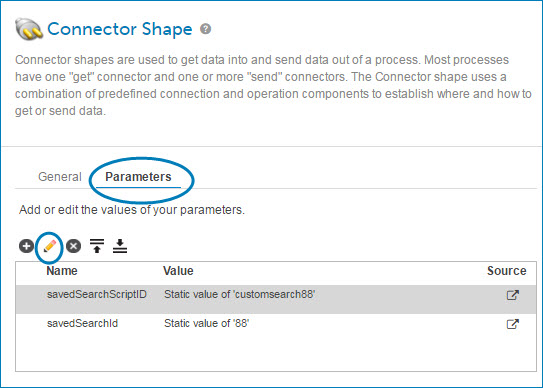 Connector Shape ?
Connector shapes are used to get data into and send data out of a process. Most processes
have one "get" connector and one or more "send" connectors. The Connector shape uses a
combination of predefined connection and operation components to establish where and how to
get or send data.
General Parameters
Add or edit the values of your parameters.
Name Value Source
savedSearchScriptID Static value of 'customsearch88'
savedSearchId Static value of '88'